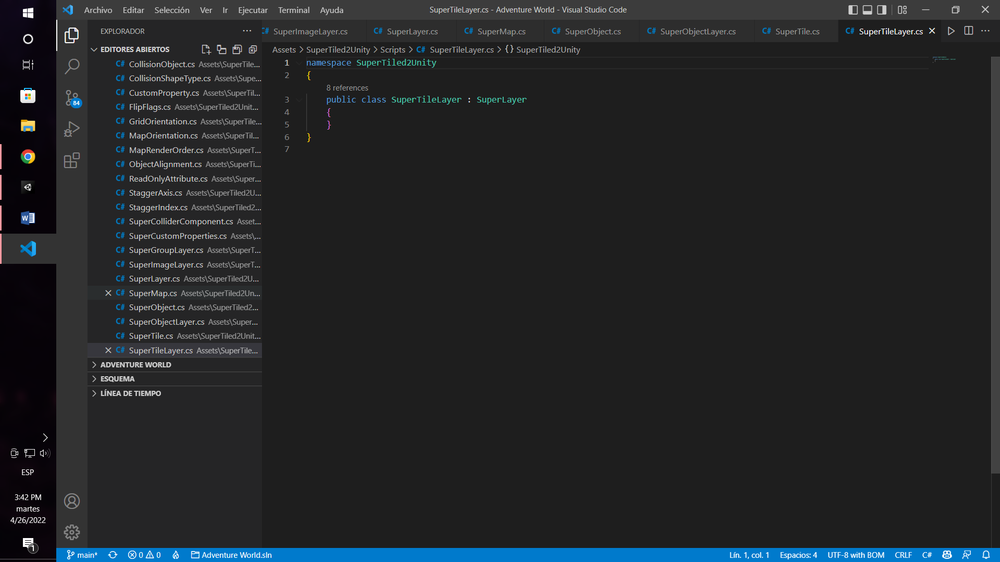 Archivo Editar Selección Ver Ir Ejecutar Terminal Ayuda
SuperTileLayer.cs - Adventure World - Visual Studio Code
EXPLORADOR
SuperImageLayer.cs SuperLayer.cs SuperMap.cs SuperObject.cs SuperObjectLayer.cs SuperTile.cs SuperTileLayer.cs
EDITORES ABIERTOS
Assets > SuperTiled2Unity > Scripts > C# SuperTileLayer.cs > {} SuperTiled2Unity
C# CollisionObject.cs Assets\SuperTile...
C# CollisionShapeType.cs Assets\Supe...
C# CustomProperty.cs Assets\SuperTil...
C# FlipFlags.cs Assets\SuperTiled2Unit...
C# GridOrientation.cs Assets\SuperTile...
C# MapOrientation.cs Assets\SuperTil...
C# MapRenderOrder.cs Assets\SuperT...
C# ObjectAlignment.cs Assets\SuperTi...
C# ReadOnlyAttribute.cs Assets\Super...
C# StaggerAxis.cs Assets\SuperTiled2U...
C# StaggerIndex.cs Assets\SuperTiled2...
C# SuperColliderComponent.cs Asset...
C# SuperCustomProperties.cs Assets\...
C# SuperGroupLayer.cs Assets\SuperT...
C# SuperImageLayer.cs Assets\SuperT...
C# SuperLayer.cs Assets\SuperTiled2U...
C# SuperMap.cs Assets\SuperTiled2Un...
C# SuperObject.cs Assets\SuperTiled2...
C# SuperObjectLayer.cs Assets\Super...
C# SuperTile.cs Assets\SuperTiled2Unit...
C# SuperTileLayer.cs Assets\SuperTile...
ADVENTURE WORLD
ESQUEMA
LÍNEA DE TIEMPO
1 namespace SuperTiled2Unity
2 {
8 references
3 public class SuperTileLayer : SuperLayer
4 {
5 }
6 }
7
84
ESP
3:42 PM
martes
4/26/2022
1
main* 0 0 Adventure World.sln
Lín. 1, col. 1 Espacios: 4 UTF-8 with BOM CRLF C#